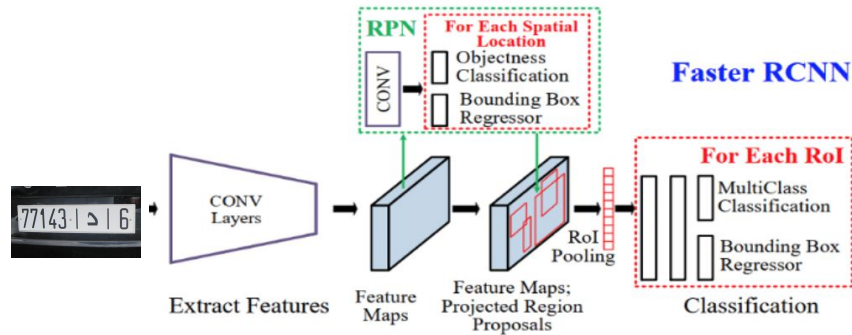 RPN
For Each Spatial
Location
CONV
Objectness
Classification
Bounding Box
Regressor
Faster RCNN
77143 | د | 6
CONV
Layers
Extract Features
Feature
Maps
Feature Maps;
Projected Region
Proposals
RoI
Pooling
For Each RoI
MultiClass
Classification
Bounding Box
Regressor
Classification